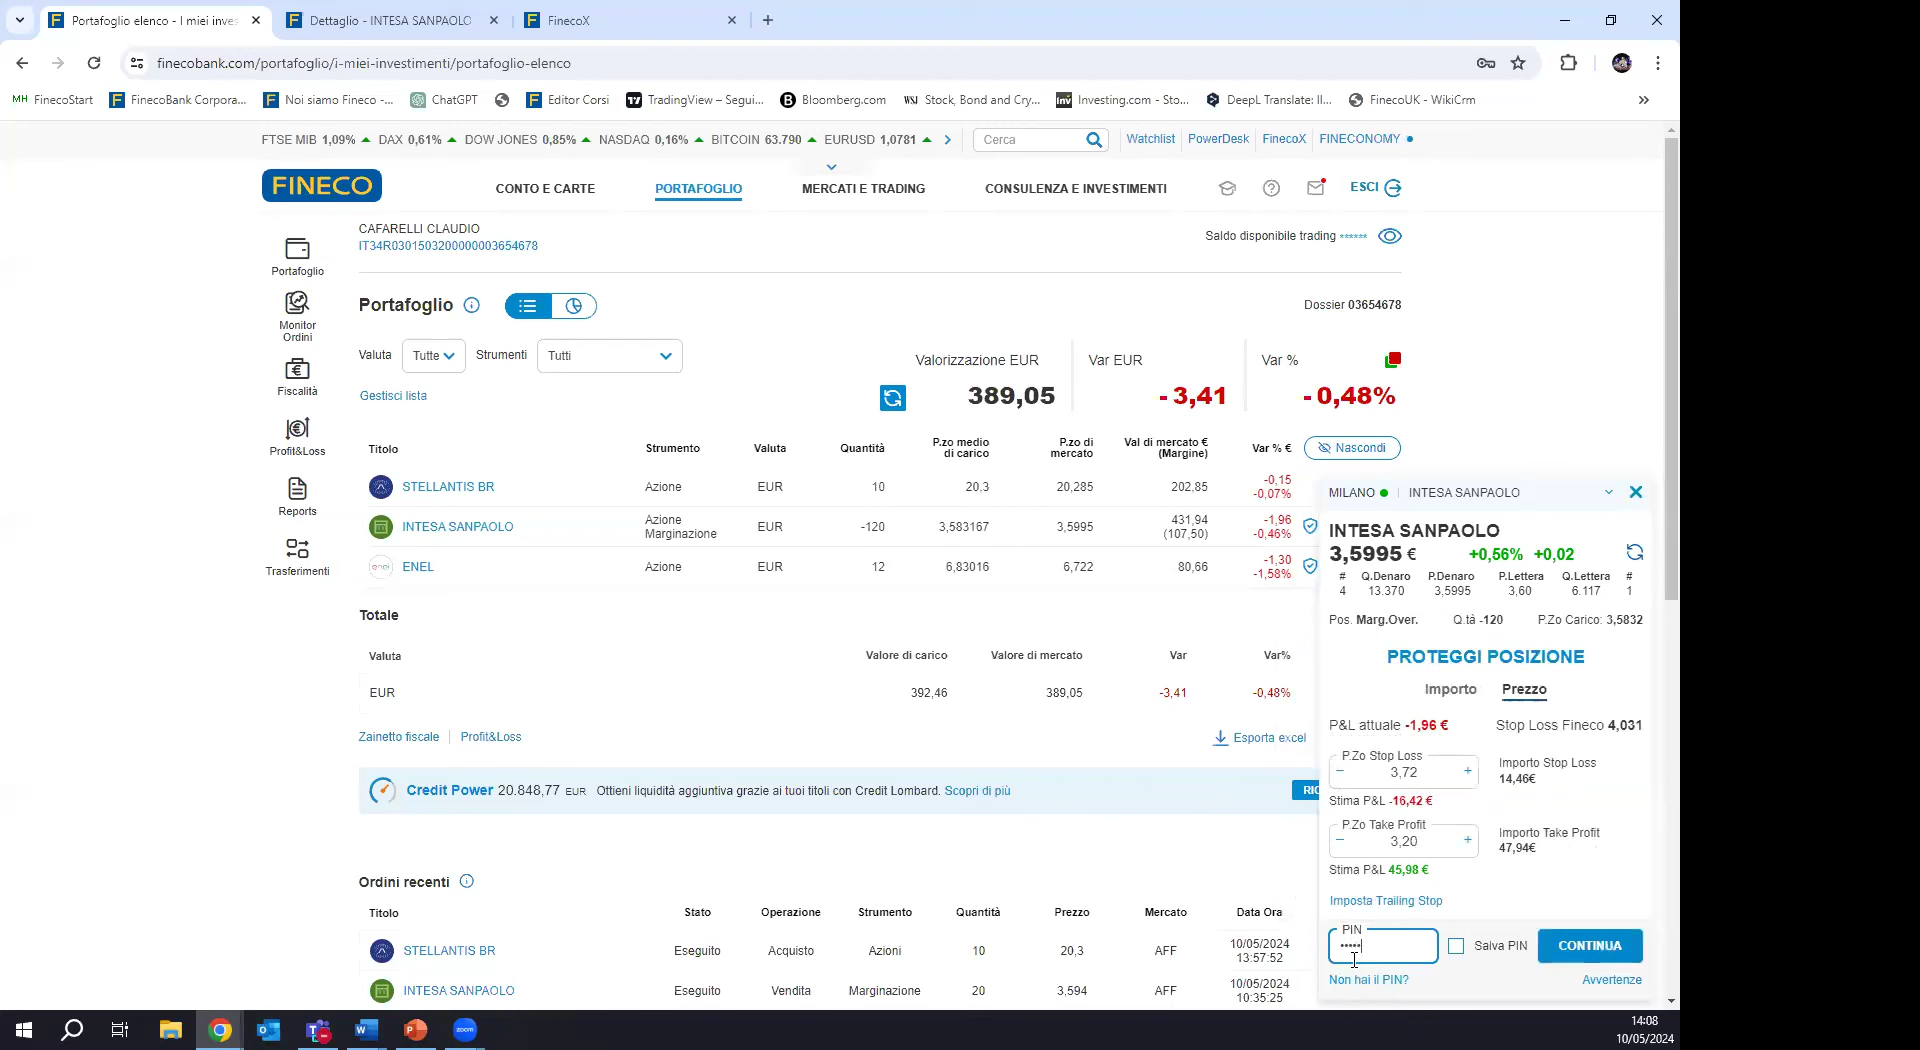 Portafoglio elenco - I miei inves
Dettaglio - INTESA SANPAOLO
FinecoX
finecobank.com/portafoglio/i-miei-investimenti/portafoglio-elenco
MH FinecoStart
FinecoBank Corpora...
Noi siamo Fineco -...
ChatGPT
Editor Corsi
TradingView – Segui...
Bloomberg.com
WSJ Stock, Bond and Cry...
Inv Investing.com - Sto...
DeepL Translate: Il...
FinecoUK - WikiCrm
FTSE MIB 1,09% DAX 0,61% DOW JONES 0,85% NASDAQ 0,16% BITCOIN 63.790 EURUSD 1,0781
Cerca
Watchlist PowerDesk FinecoX FINECONOMY
FINECO
CONTO E CARTE PORTAFOGLIO MERCATI E TRADING CONSULENZA E INVESTIMENTI
ESCI
CAFARELLI CLAUDIO
IT34R0301503200000003654678
Saldo disponibile trading ******
Portafoglio
Monitor
Ordini
Fiscalità
Profit&Loss
Reports
Trasferimenti
Portafoglio
Dossier 03654678
Valuta Tutte Strumenti Tutti
Gestisci lista
Valorizzazione EUR Var EUR Var %
389,05 - 3,41 - 0,48%
Titolo Strumento Valuta Quantità P.zo medio di carico P.zo di mercato Val di mercato € (Margine) Var % € Nascondi
STELLANTIS BR Azione EUR 10 20,3 20,285 202,85 -0,15 -0,07%
INTESA SANPAOLO Azione Marginazione EUR -120 3,583167 3,5995 431,94 (107,50) -1,96 -0,46%
enel ENEL Azione EUR 12 6,83016 6,722 80,66 -1,30 -1,58%
Totale
Valuta Valore di carico Valore di mercato Var Var%
EUR 392,46 389,05 -3,41 -0,48%
Zainetto fiscale Profit&Loss
Esporta excel
Credit Power 20.848,77 EUR Ottieni liquidità aggiuntiva grazie ai tuoi titoli con Credit Lombard. Scopri di più
RIC
Ordini recenti
Titolo Stato Operazione Strumento Quantità Prezzo Mercato Data Ora
STELLANTIS BR Eseguito Acquisto Azioni 10 20,3 AFF 10/05/2024 13:57:52
INTESA SANPAOLO Eseguito Vendita Marginazione 20 3,594 AFF 10/05/2024 10:35:25
MILANO INTESA SANPAOLO
INTESA SANPAOLO
3,5995 € +0,56% +0,02
# Q.Denaro P.Denaro P.Lettera Q.Lettera #
4 13.370 3,5995 3,60 6.117 1
Pos. Marg.Over. Q.tà -120 P.Zo Carico: 3,5832
PROTEGGI POSIZIONE
Importo Prezzo
P&L attuale -1,96 € Stop Loss Fineco 4,031
P.Zo Stop Loss
− 3,72 +
Importo Stop Loss
14,46€
Stima P&L -16,42 €
P.Zo Take Profit
− 3,20 +
Importo Take Profit
47,94€
Stima P&L 45,98 €
Imposta Trailing Stop
PIN
•••••
Salva PIN
CONTINUA
Non hai il PIN?
Avvertenze
zoom
14:08
10/05/2024